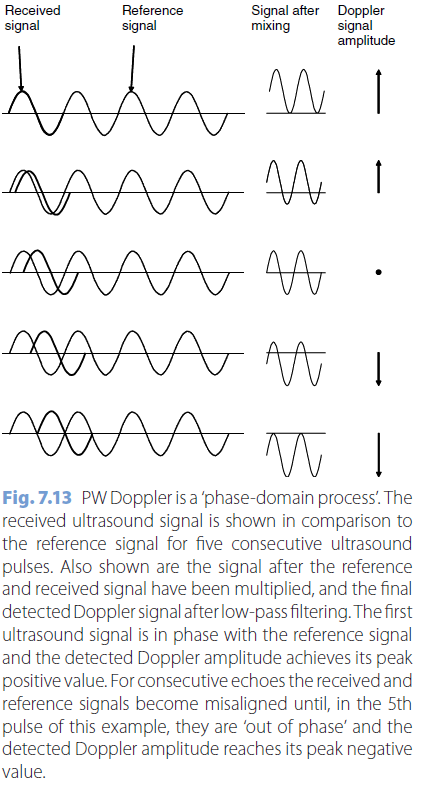 Received signal
Reference signal
Signal after mixing
Doppler signal amplitude
Fig. 7.13 PW Doppler is a ‘phase-domain process’. The
received ultrasound signal is shown in comparison to
the reference signal for five consecutive ultrasound
pulses. Also shown are the signal after the reference
and received signal have been multiplied, and the final
detected Doppler signal after low-pass filtering. The first
ultrasound signal is in phase with the reference signal
and the detected Doppler amplitude achieves its peak
positive value. For consecutive echoes the received and
reference signals become misaligned until, in the 5th
pulse of this example, they are ‘out of phase’ and the
detected Doppler amplitude reaches its peak negative
value.